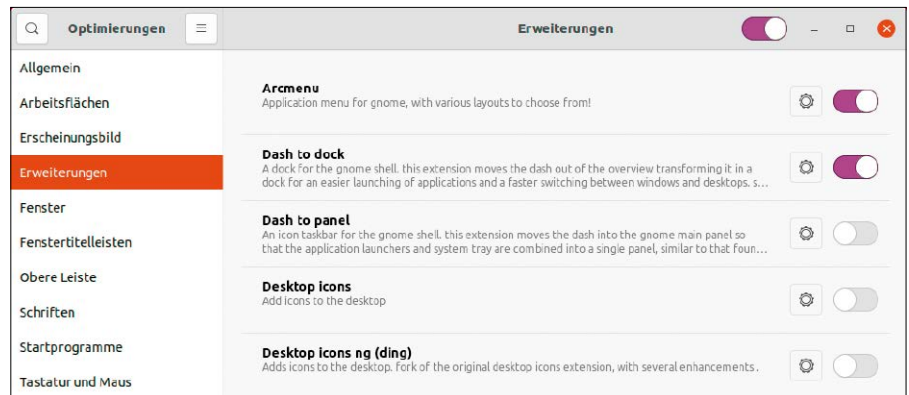 Optimierungen
Erweiterungen
Allgemein
Arbeitsflächen
Erscheinungsbild
Erweiterungen
Fenster
Fenstertitelleisten
Obere Leiste
Schriften
Startprogramme
Tastatur und Maus
Arcmenu
Application menu for gnome, with various layouts to choose from!
Dash to dock
A dock for the gnome shell. this extension moves the dash out of the overview transforming it in a
dock for an easier launching of applications and a faster switching between windows and desktops. s...
Dash to panel
An icon taskbar for the gnome shell. this extension moves the dash into the gnome main panel so
that the application launchers and system tray are combined into a single panel, similar to that foun...
Desktop icons
Add icons to the desktop
Desktop icons ng (ding)
Adds icons to the desktop. fork of the original desktop icons extension, with several enhancements .